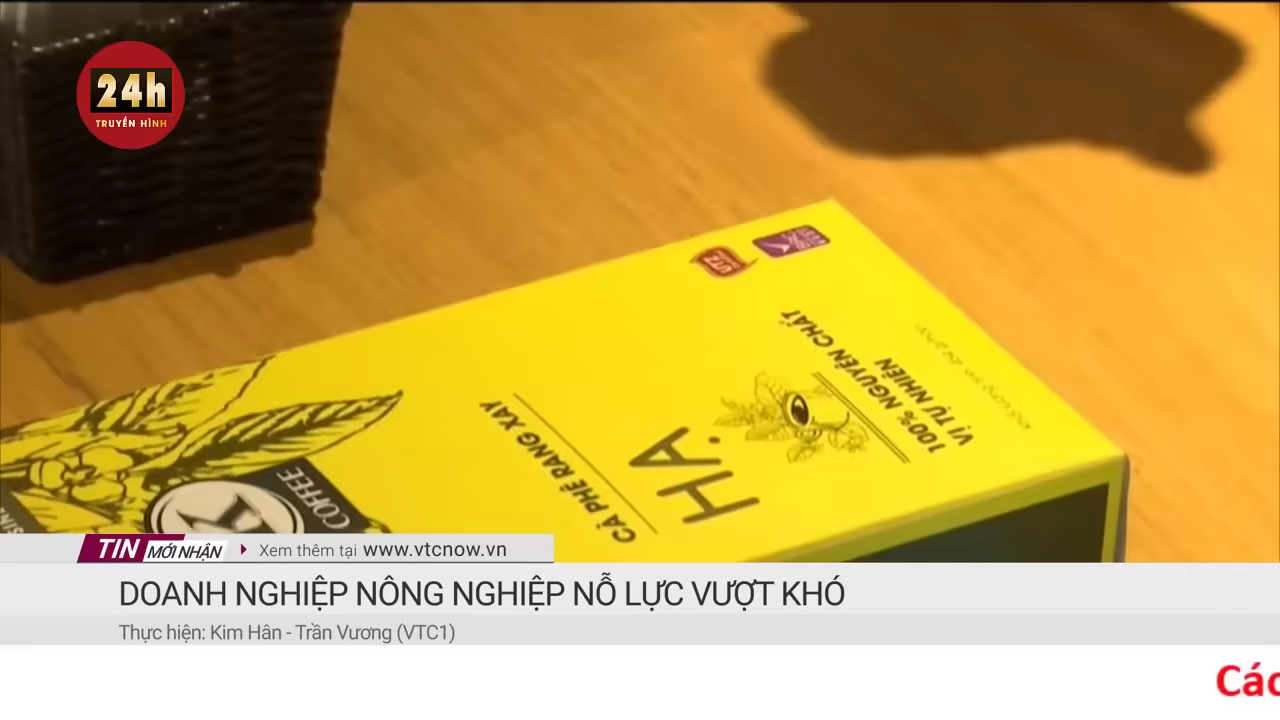 24h
TRUYỀN HÌNH
100% NGUYÊN CHẤT
VỊ TỰ NHIÊN
HẠ
CÀ PHÊ RANG XAY
COFFEE
TIN MỚI NHẬN
Xem thêm tại www.vtcnow.vn
DOANH NGHIỆP NÔNG NGHIỆP NỖ LỰC VƯỢT KHÓ
Thực hiện: Kim Hân - Trần Vương (VTC1)